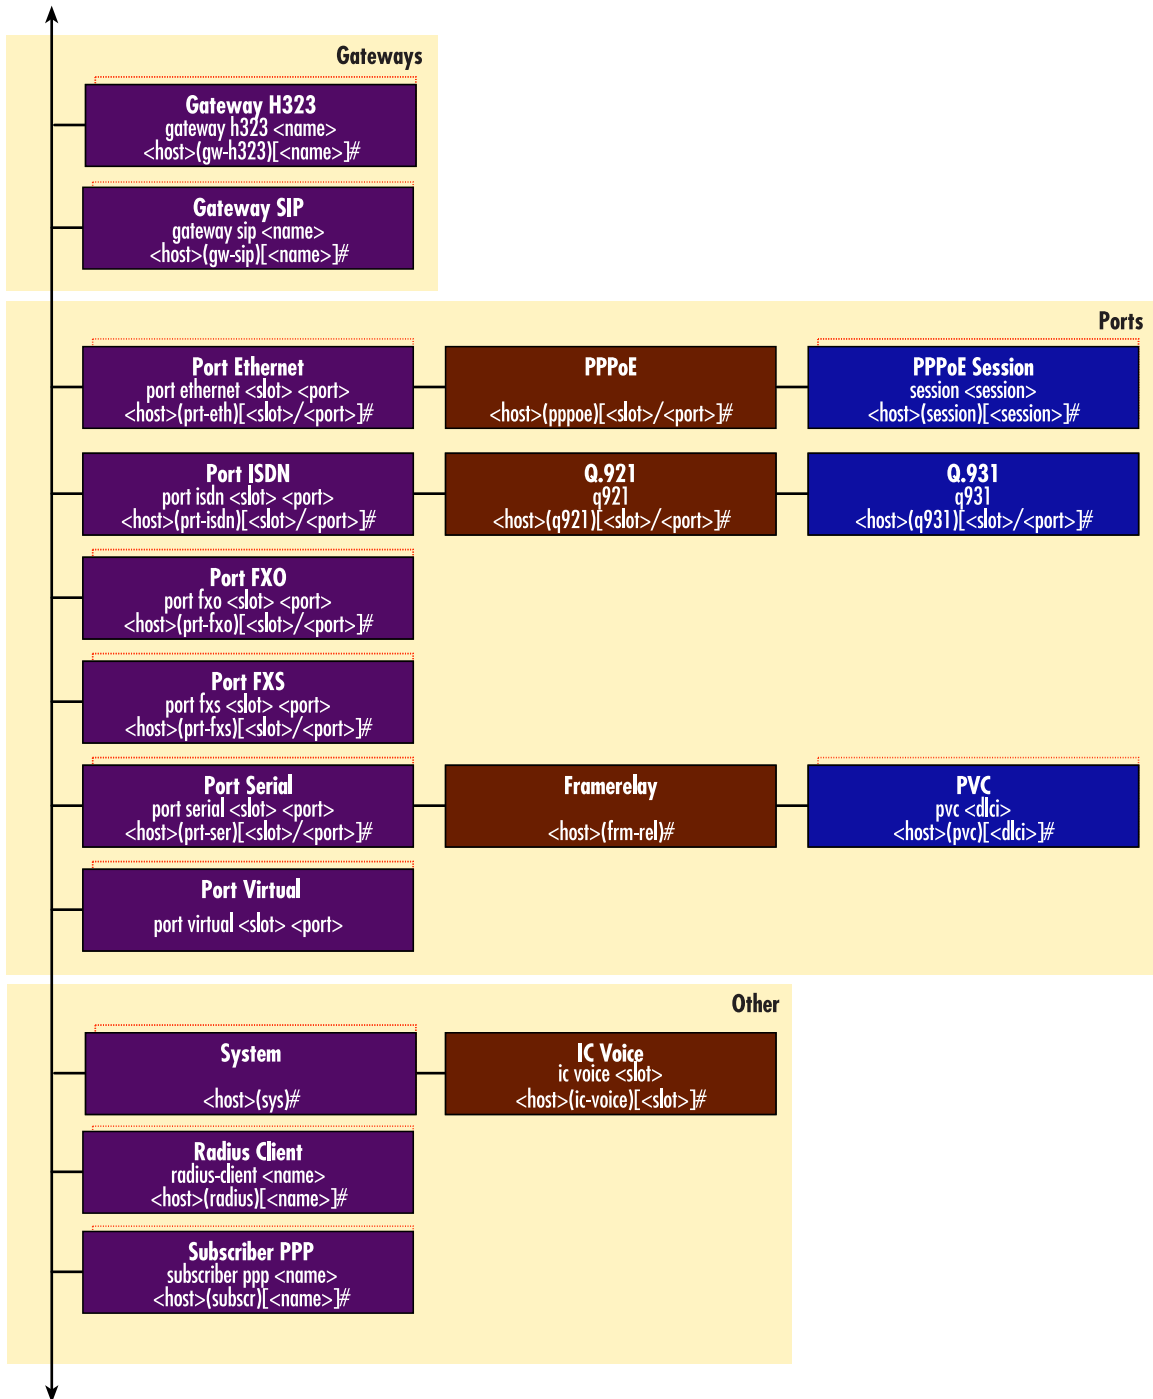 Gateways
Gateway H323
gateway h323 <name>
<host>(gw-h323)[<name>]#
Gateway SIP
gateway sip <name>
<host>(gw-sip)[<name>]#
Ports
Port Ethernet
port ethernet <slot> <port>
<host>(prt-eth)[<slot>/<port>]#
PPPoE
<host>(pppoe)[<slot>/<port>]#
PPPoE Session
session <session>
<host>(session)[<session>]#
Port ISDN
port isdn <slot> <port>
<host>(prt-isdn)[<slot>/<port>]#
Q.921
q921
<host>(q921)[<slot>/<port>]#
Q.931
q931
<host>(q931)[<slot>/<port>]#
Port FXO
port fxo <slot> <port>
<host>(prt-fxo)[<slot>/<port>]#
Port FXS
port fxs <slot> <port>
<host>(prt-fxs)[<slot>/<port>]#
Port Serial
port serial <slot> <port>
<host>(prt-ser)[<slot>/<port>]#
Framerelay
<host>(frm-rel)#
PVC
pvc <dlci>
<host>(pvc)[<dlci>]#
Port Virtual
port virtual <slot> <port>
Other
System
<host>(sys)#
IC Voice
ic voice <slot>
<host>(ic-voice)[<slot>]#
Radius Client
radius-client <name>
<host>(radius)[<name>]#
Subscriber PPP
subscriber ppp <name>
<host>(subscr)[<name>]#